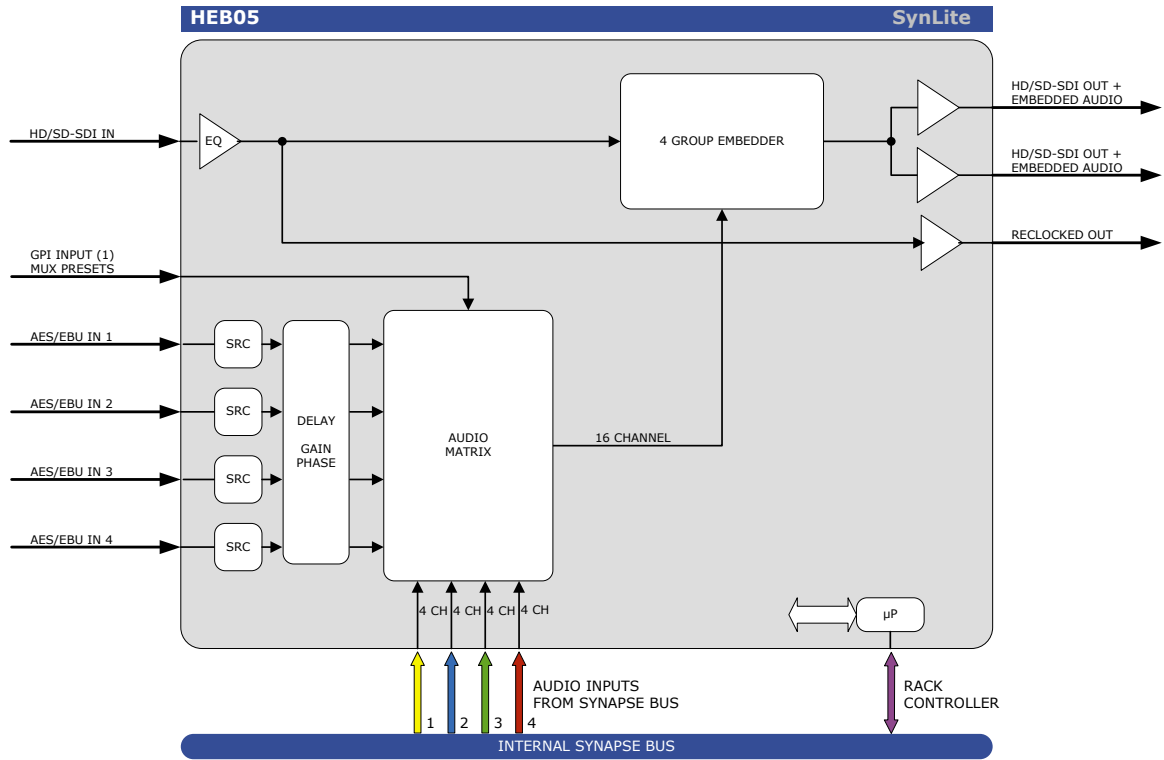 HEB05
SynLite
HD/SD-SDI IN
EQ
4 GROUP EMBEDDER
HD/SD-SDI OUT +
EMBEDDED AUDIO
HD/SD-SDI OUT +
EMBEDDED AUDIO
RECLOCKED OUT
GPI INPUT (1)
MUX PRESETS
AES/EBU IN 1
SRC
AES/EBU IN 2
SRC
AES/EBU IN 3
SRC
AES/EBU IN 4
SRC
DELAY
GAIN
PHASE
AUDIO
MATRIX
16 CHANNEL
4 CH
4 CH
4 CH
4 CH
µP
1
2
3
4
AUDIO INPUTS
FROM SYNAPSE BUS
RACK
CONTROLLER
INTERNAL SYNAPSE BUS